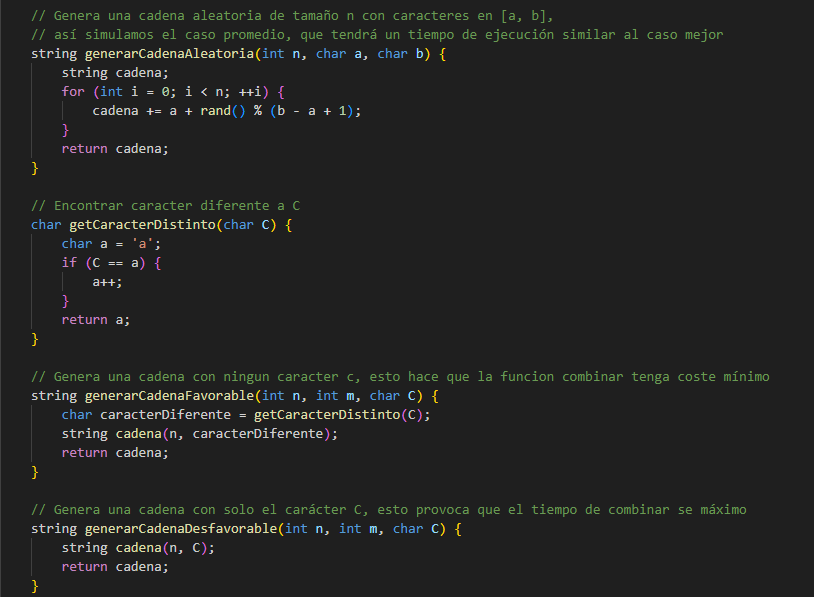 // Genera una cadena aleatoria de tamaño n con caracteres en [a, b],
// así simulamos el caso promedio, que tendrá un tiempo de ejecución similar al caso mejor
string generarCadenaAleatoria(int n, char a, char b) {
    string cadena;
    for (int i = 0; i < n; ++i) {
        cadena += a + rand() % (b - a + 1);
    }
    return cadena;
}

// Encontrar caracter diferente a C
char getCaracterDistinto(char C) {
    char a = 'a';
    if (C == a) {
        a++;
    }
    return a;
}

// Genera una cadena con ningun caracter c, esto hace que la funcion combinar tenga coste mínimo
string generarCadenaFavorable(int n, int m, char C) {
    char caracterDiferente = getCaracterDistinto(C);
    string cadena(n, caracterDiferente);
    return cadena;
}

// Genera una cadena con solo el carácter C, esto provoca que el tiempo de combinar se máximo
string generarCadenaDesfavorable(int n, int m, char C) {
    string cadena(n, C);
    return cadena;
}